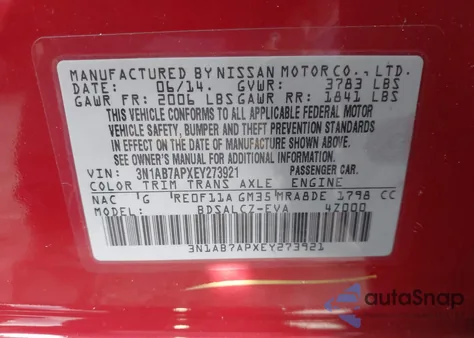 MANUFACTURED BY NISSAN MOTOR CO., LTD.
DATE: 06/14. GVWR: 3783 LBS
GAWR FR: 2006 LBS GAWR RR: 1841 LBS
THIS VEHICLE CONFORMS TO ALL APPLICABLE FEDERAL MOTOR
VEHICLE SAFETY, BUMPER AND THEFT PREVENTION STANDARDS
IN EFFECT ON THE DATE OF MANUFACTURE SHOWN ABOVE.
SEE OWNER'S MANUAL FOR ADDITIONAL INFORMATION.
VIN: 3N1AB7APXEY273921 PASSENGER CAR.
COLOR TRIM TRANS AXLE ENGINE
NAC G RE0F11A GM35 MRA8DE 1798 CC
MODEL: BDSALCZ-EVA 4Z000
3N1AB7APXEY273921
autoSnap